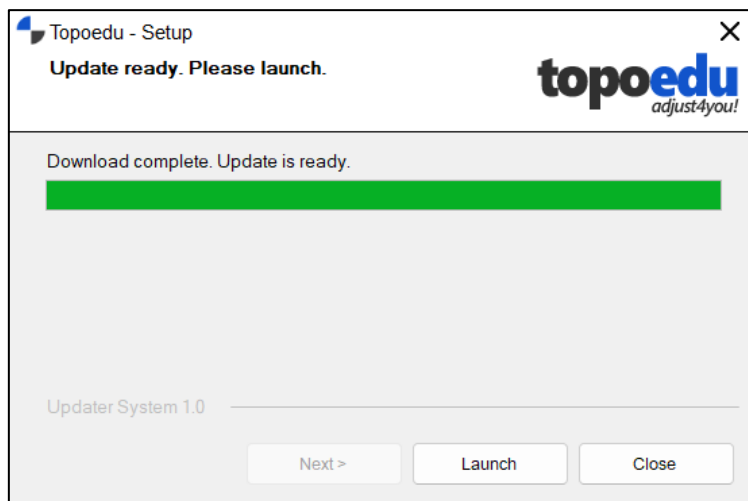 Topoedu - Setup
Update ready. Please launch.
topoedu
adjust4you!
Download complete. Update is ready.
Updater System 1.0
Next >
Launch
Close